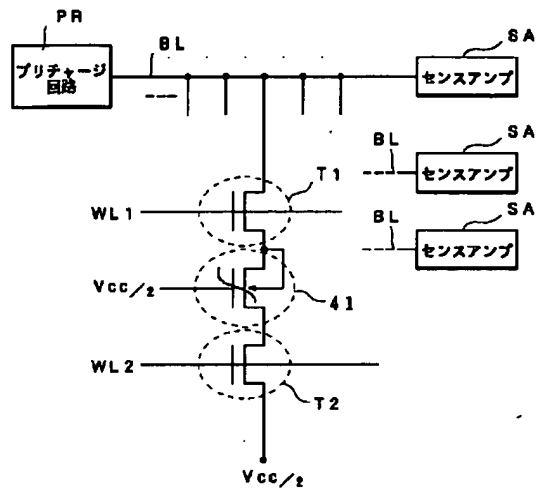 PR
BL
SA
プリチャージ
回路
センスアンプ
BL
SA
センスアンプ
T1
WL1
BL
SA
センスアンプ
Vcc/2
41
WL2
T2
Vcc/2